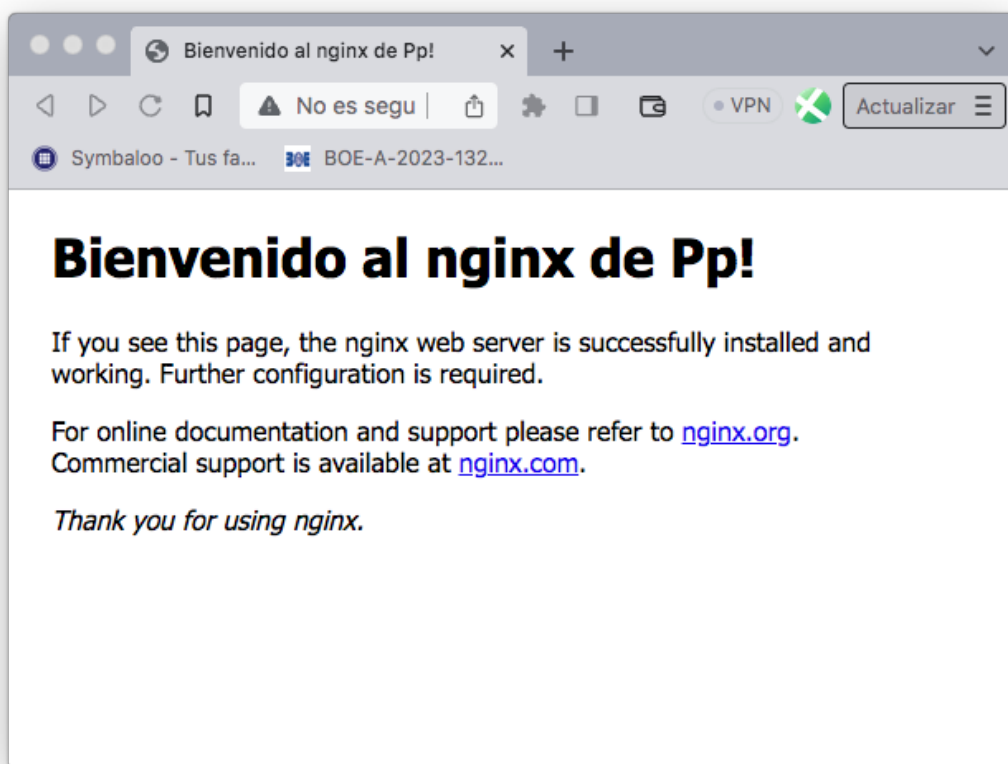 Bienvenido al nginx de Pp!
No es segu
VPN
Actualizar
Symbaloo - Tus fa...
BOE BOE-A-2023-132...
Bienvenido al nginx de Pp!
If you see this page, the nginx web server is successfully installed and
working. Further configuration is required.
For online documentation and support please refer to nginx.org.
Commercial support is available at nginx.com.
Thank you for using nginx.